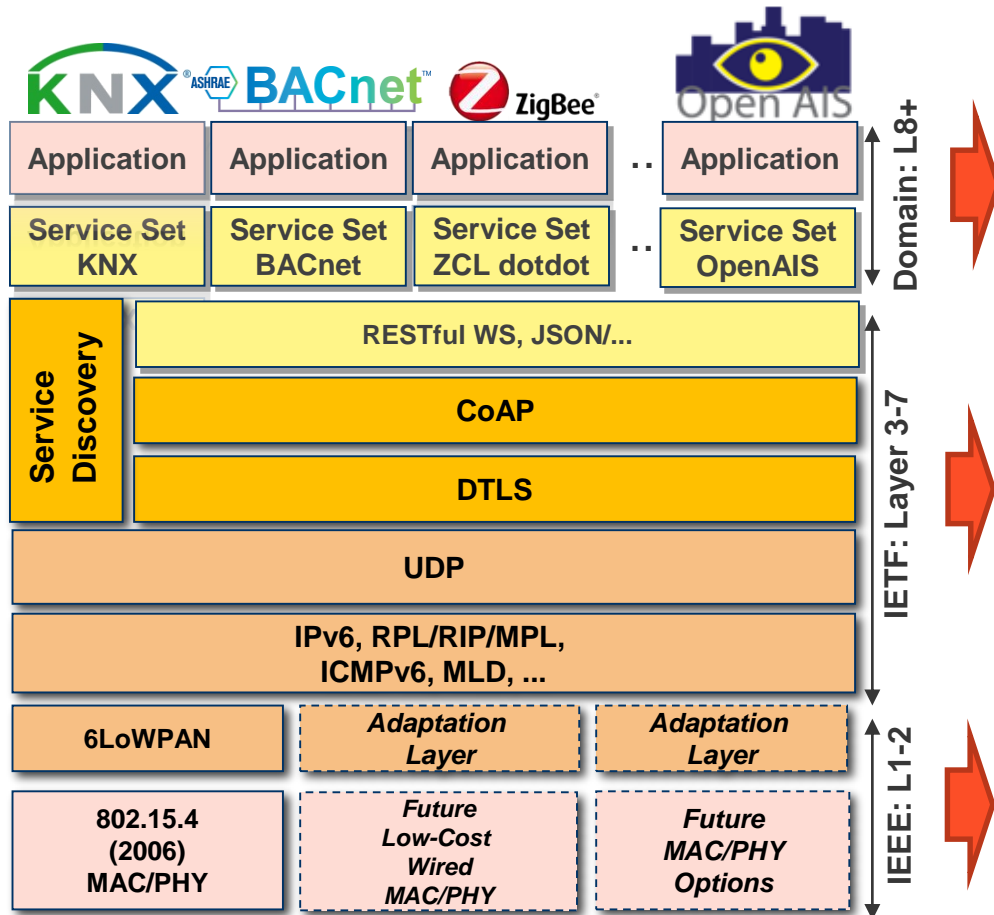 KNX
®
ASHRAE BACnet™
ZigBee®
Open AIS
Application
Application
Application
..
Application
Service Set
KNX
Service Set
BACnet
Service Set
ZCL dotdot
..
Service Set
OpenAIS
Domain: L8+
Service
Discovery
RESTful WS, JSON/...
CoAP
DTLS
UDP
IPv6, RPL/RIP/MPL,
ICMPv6, MLD, ...
IETF: Layer 3-7
6LoWPAN
Adaptation
Layer
Adaptation
Layer
802.15.4
(2006)
MAC/PHY
Future
Low-Cost
Wired
MAC/PHY
Future
MAC/PHY
Options
IEEE: L1-2